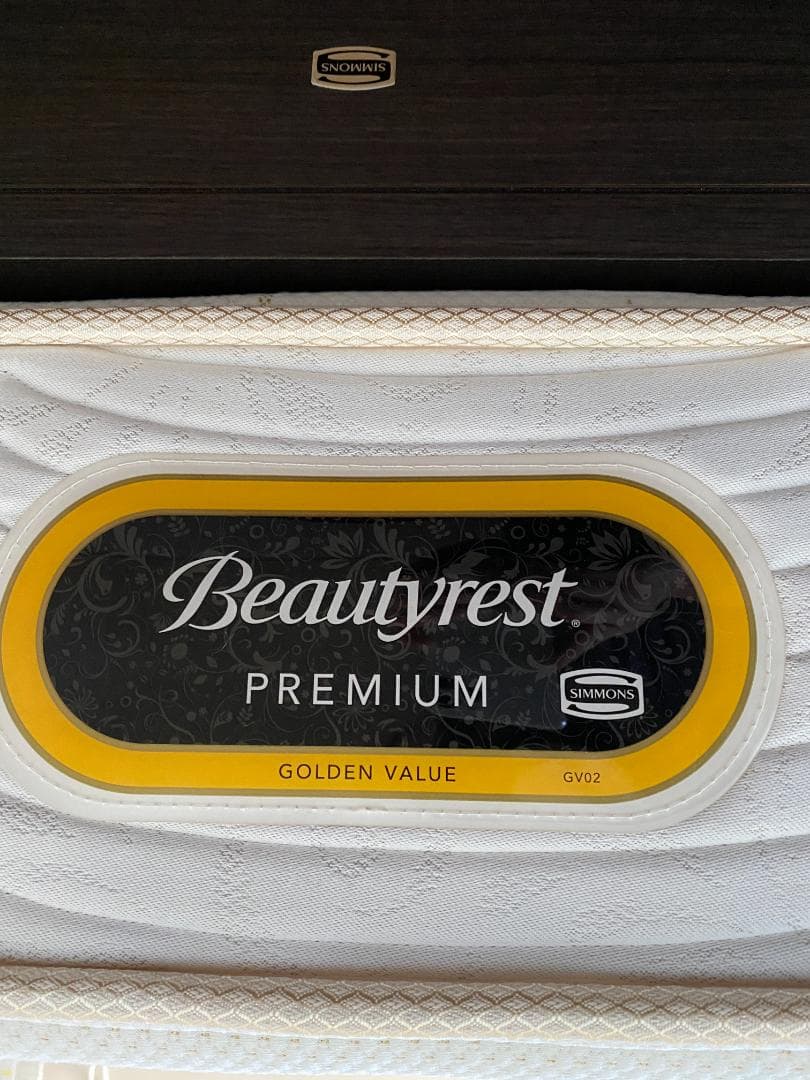 SIMMONS
Beautyrest®
PREMIUM
SIMMONS
GOLDEN VALUE
GV02